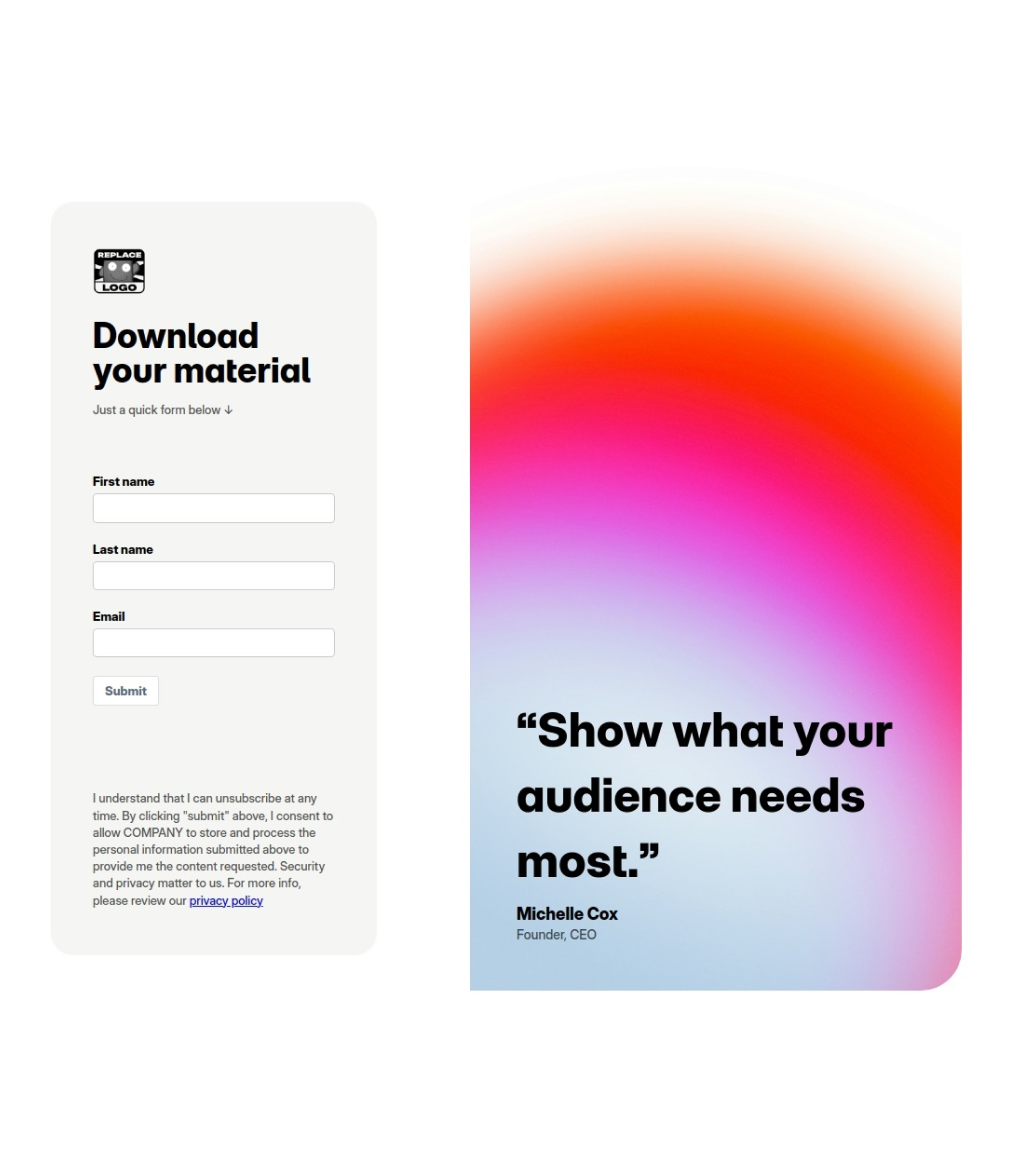 REPLACE
LOGO
Download
your material
Just a quick form below ↓
First name
Last name
Email
Submit
I understand that I can unsubscribe at any
time. By clicking "submit" above, I consent to
allow COMPANY to store and process the
personal information submitted above to
provide me the content requested. Security
and privacy matter to us. For more info,
please review our privacy policy
“Show what your
audience needs
most.”
Michelle Cox
Founder, CEO